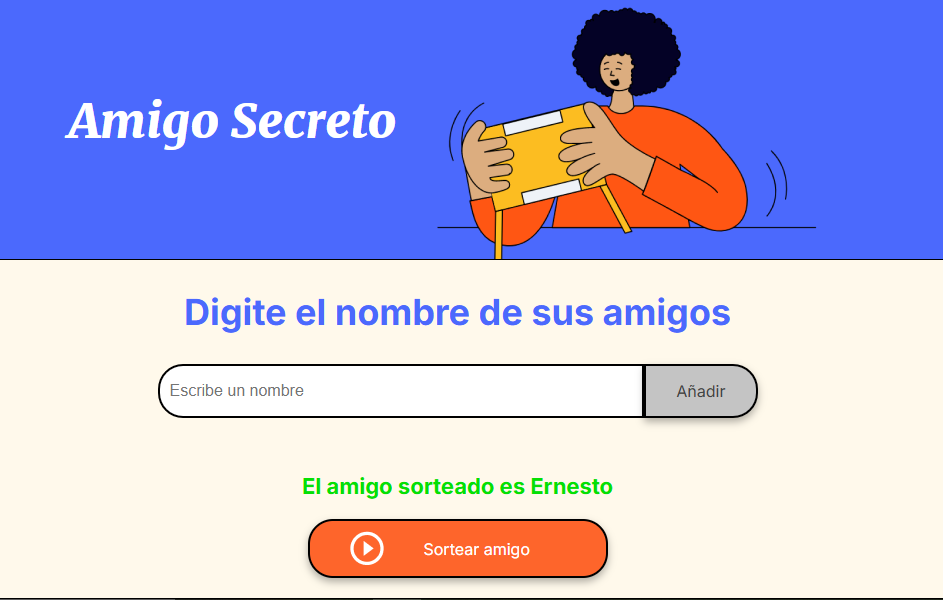 Amigo Secreto
Digite el nombre de sus amigos
Escribe un nombre
Añadir
El amigo sorteado es Ernesto
Sortear amigo